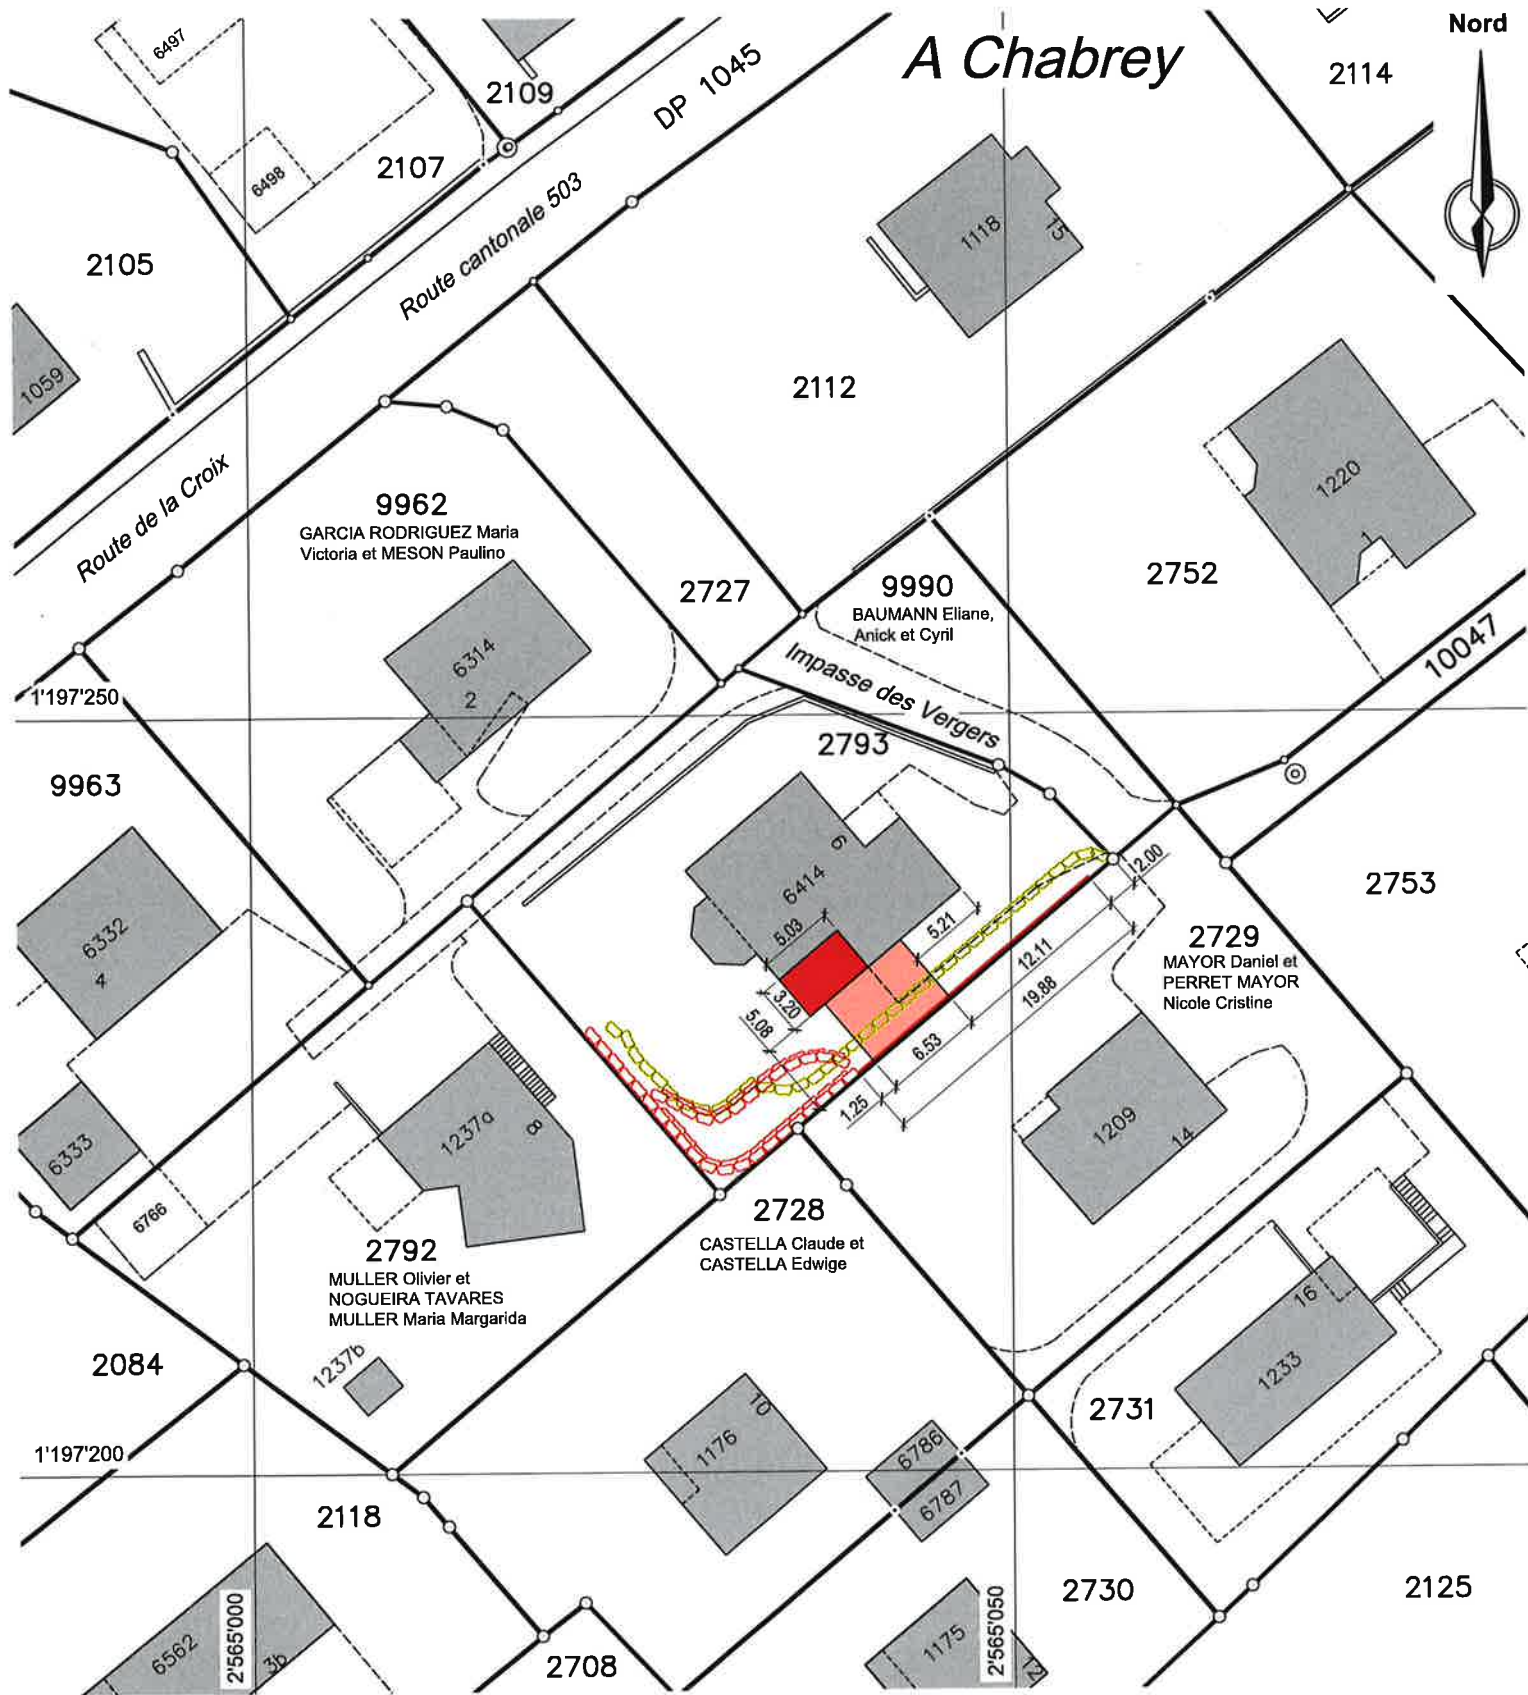 Nord
A Chabrey
6497
2109
DP 1045
2114
2107
6498
Route cantonale 503
2105
1118
15
1059
2112
1220
1
Route de la Croix
9962
GARCIA RODRIGUEZ Maria
Victoria et MESON Paulino
2727
9990
BAUMANN Eliane,
Anick et Cyril
2752
10047
6314
2
Impasse des Vergers
1'197'250
2793
9963
6414
6
2.00
2753
6332
4
5.03
5.21
12.11
19.88
2729
MAYOR Daniel et
PERRET MAYOR
Nicole Cristine
3.20
5.08
6.53
1.25
6333
1237a
8
1209
14
6766
2792
MULLER Olivier et
NOGUEIRA TAVARES
MULLER Maria Margarida
2728
CASTELLA Claude et
CASTELLA Edwige
16
1233
2084
1237b
2731
10
1176
6786
6787
1'197'200
2118
2730
2125
2'565'000
2'565'050
6562
3b
2708
1175
12